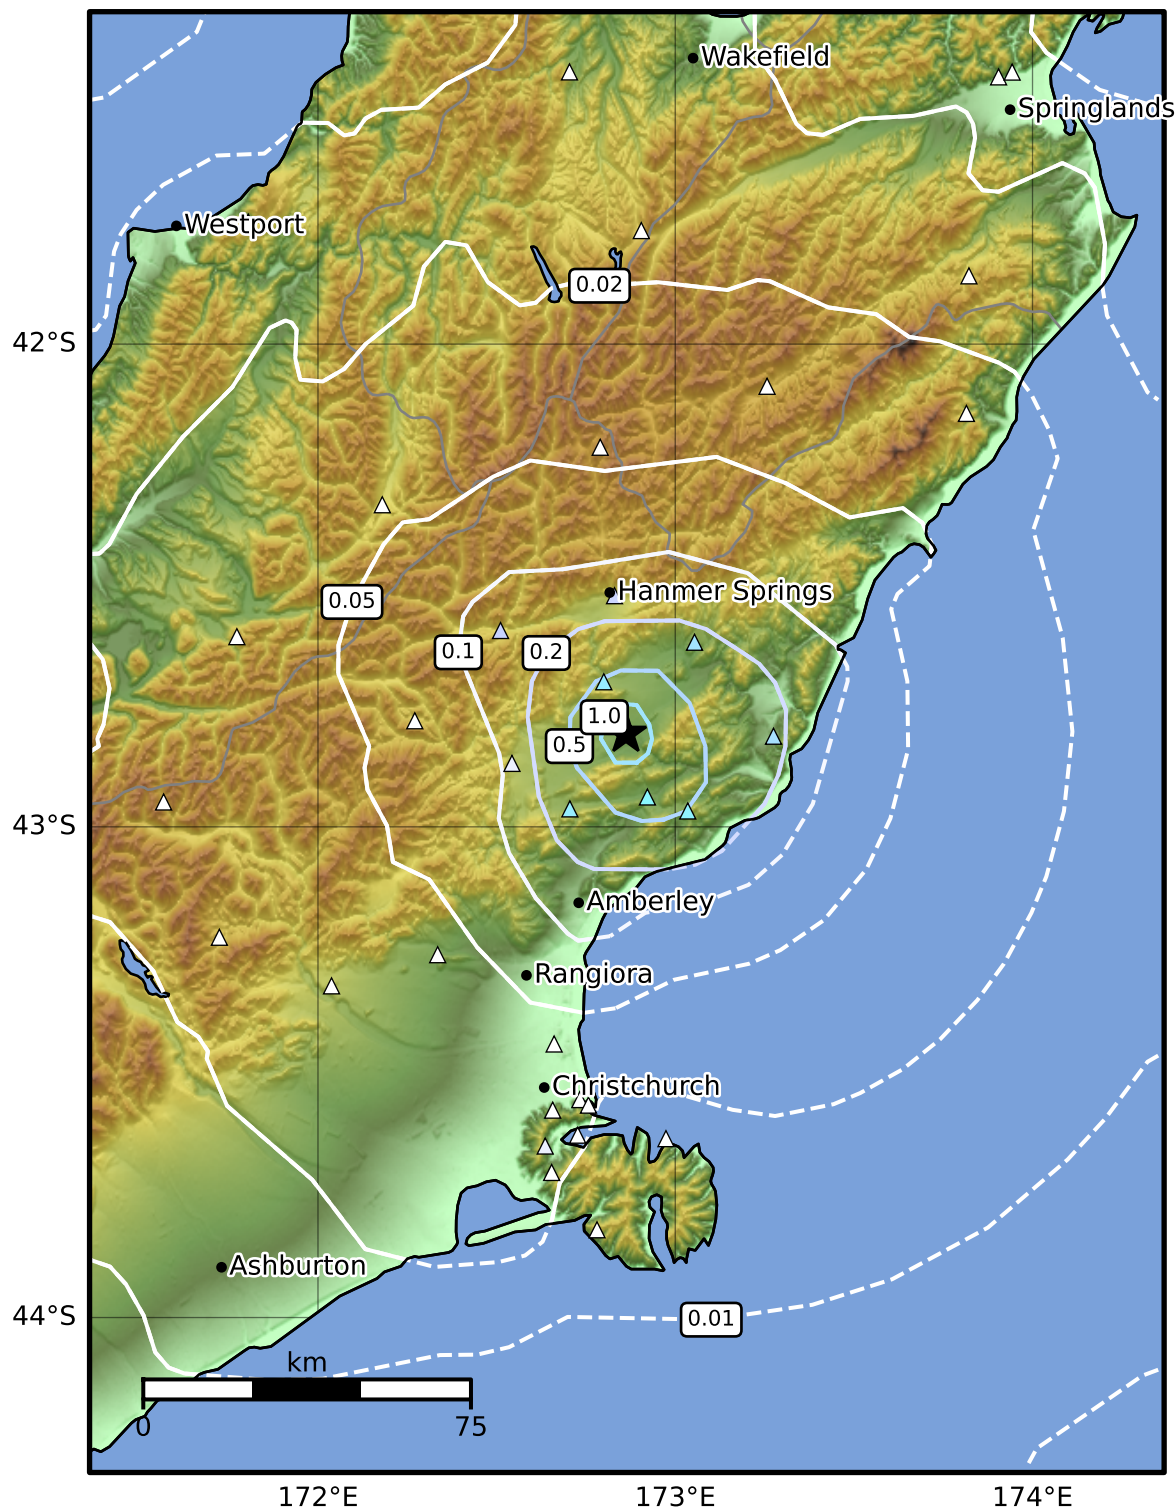 Wakefield
Springlands
Westport
0.02
42°S
Hanmer Springs
0.05
0.1
0.2
1.0
0.5
43°S
Amberley
Rangiora
Christchurch
Ashburton
44°S
0.01
km
0
75
172°E
173°E
174°E